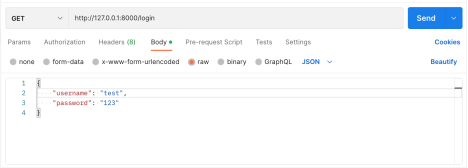 GET http://127.0.0.1:8000/login Send
Params Authorization Headers (8) Body Pre-request Script Tests Settings Cookies
none form-data x-www-form-urlencoded raw binary GraphQL JSON Beautify
1 {
2 "username": "test",
3 "password": "123"
4 }